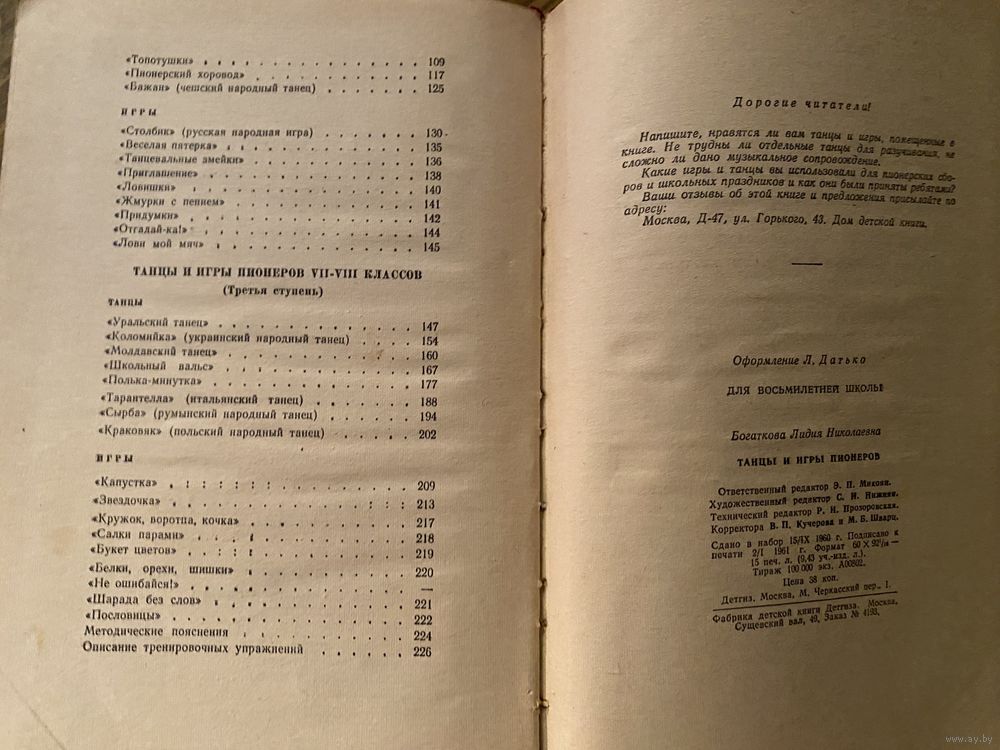 «Топотушки» . . . . . . . . . . . . . . 109
«Пионерский хоровод» . . . . . . . . . . 117
«Бажан» (чешский народный танец) . . . . . . . 125
ИГРЫ
«Столбик» (русская народная игра) . . . . . . . 130
«Веселая пятерка» . . . . . . . . . . . . 135
«Танцевальные змейки» . . . . . . . . . . . 136
«Приглашение» . . . . . . . . . . . . . 138
«Ловишки» . . . . . . . . . . . . . . 140
«Жмурки с пением» . . . . . . . . . . . . 141
«Придумки» . . . . . . . . . . . . . . 142
«Отгадай-ка!» . . . . . . . . . . . . . 144
«Лови мой мяч» . . . . . . . . . . . . . 145
ТАНЦЫ И ИГРЫ ПИОНЕРОВ VII-VIII КЛАССОВ
(Третья ступень)
ТАНЦЫ
«Уральский танец» . . . . . . . . . . . . 147
«Коломийка» (украинский народный танец) . . . . 154
«Молдавский танец» . . . . . . . . . . . . 160
«Школьный вальс» . . . . . . . . . . . . 167
«Полька-минутка» . . . . . . . . . . . . 177
«Тарантелла» (итальянский танец) . . . . . . . 188
«Сырба» (румынский народный танец) . . . . . . 194
«Краковяк» (польский народный танец) . . . . . 202
ИГРЫ
«Капустка» . . . . . . . . . . . . . . 209
«Звездочка» . . . . . . . . . . . . . . 213
«Кружок, воротца, кочка» . . . . . . . . . . 217
«Салки парами» . . . . . . . . . . . . . 218
«Букет цветов» . . . . . . . . . . . . . 219
«Белки, орехи, шишки» . . . . . . . . . . . 220
«Не ошибайся!» . . . . . . . . . . . . . —
«Шарада без слов» . . . . . . . . . . . . 221
«Пословицы» . . . . . . . . . . . . . . 222
Методические пояснения . . . . . . . . . . 224
Описание тренировочных упражнений . . . . . . 226
Дорогие читатели!
Напишите, нравятся ли вам танцы и игры, помещенные в
книге. Не трудны ли отдельные танцы для разучивания, не
сложно ли дано музыкальное сопровождение.
Какие игры и танцы вы использовали для пионерских сбо-
ров и школьных праздников и как они были приняты ребятами?
Ваши отзывы об этой книге и предложения присылайте по
адресу:
Москва, Д-47, ул. Горького, 43. Дом детской книги.
Оформление Л. Датько
ДЛЯ ВОСЬМИЛЕТНЕЙ ШКОЛЫ
Богаткова Лидия Николаевна
ТАНЦЫ И ИГРЫ ПИОНЕРОВ
Ответственный редактор Э. П. Микоян.
Художественный редактор С. И. Нижняя.
Технический редактор Р. Н. Прозоровская.
Корректора В. П. Кучерова и М. Б. Шварц.
Сдано в набор 15/IX 1960 г. Подписано к
печати 2/I 1961 г. Формат 60×92¹/₁₆—
15 печ. л. (9,43 уч.-изд. л.).
Тираж 100 000 экз. А00802.
Цена 38 коп.
Детгиз. Москва, М. Черкасский пер., 1.
Фабрика детской книги Детгиза. Москва,
Сущевский вал, 49. Заказ № 4193.
www.ay.by